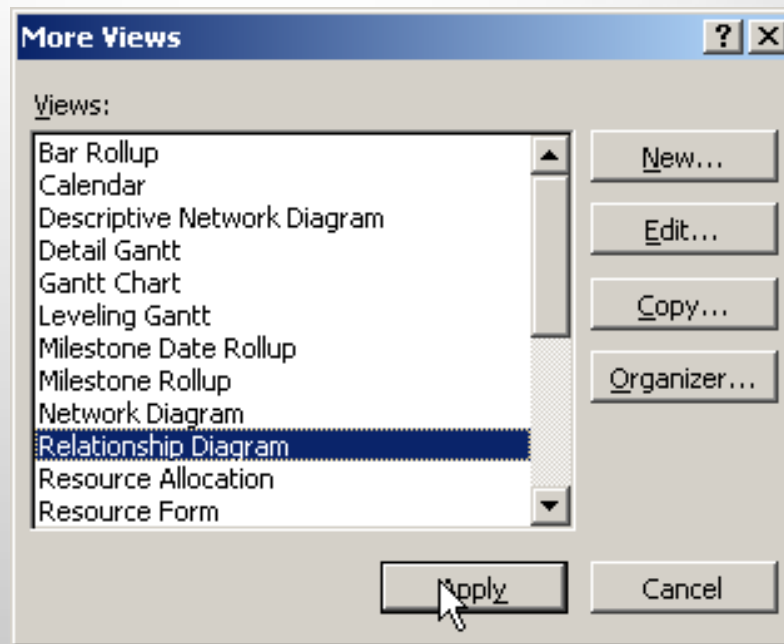 More Views
Views:
Bar Rollup
Calendar
Descriptive Network Diagram
Detail Gantt
Gantt Chart
Leveling Gantt
Milestone Date Rollup
Milestone Rollup
Network Diagram
Relationship Diagram
Resource Allocation
Resource Form
New...
Edit...
Copy...
Organizer...
Apply
Cancel